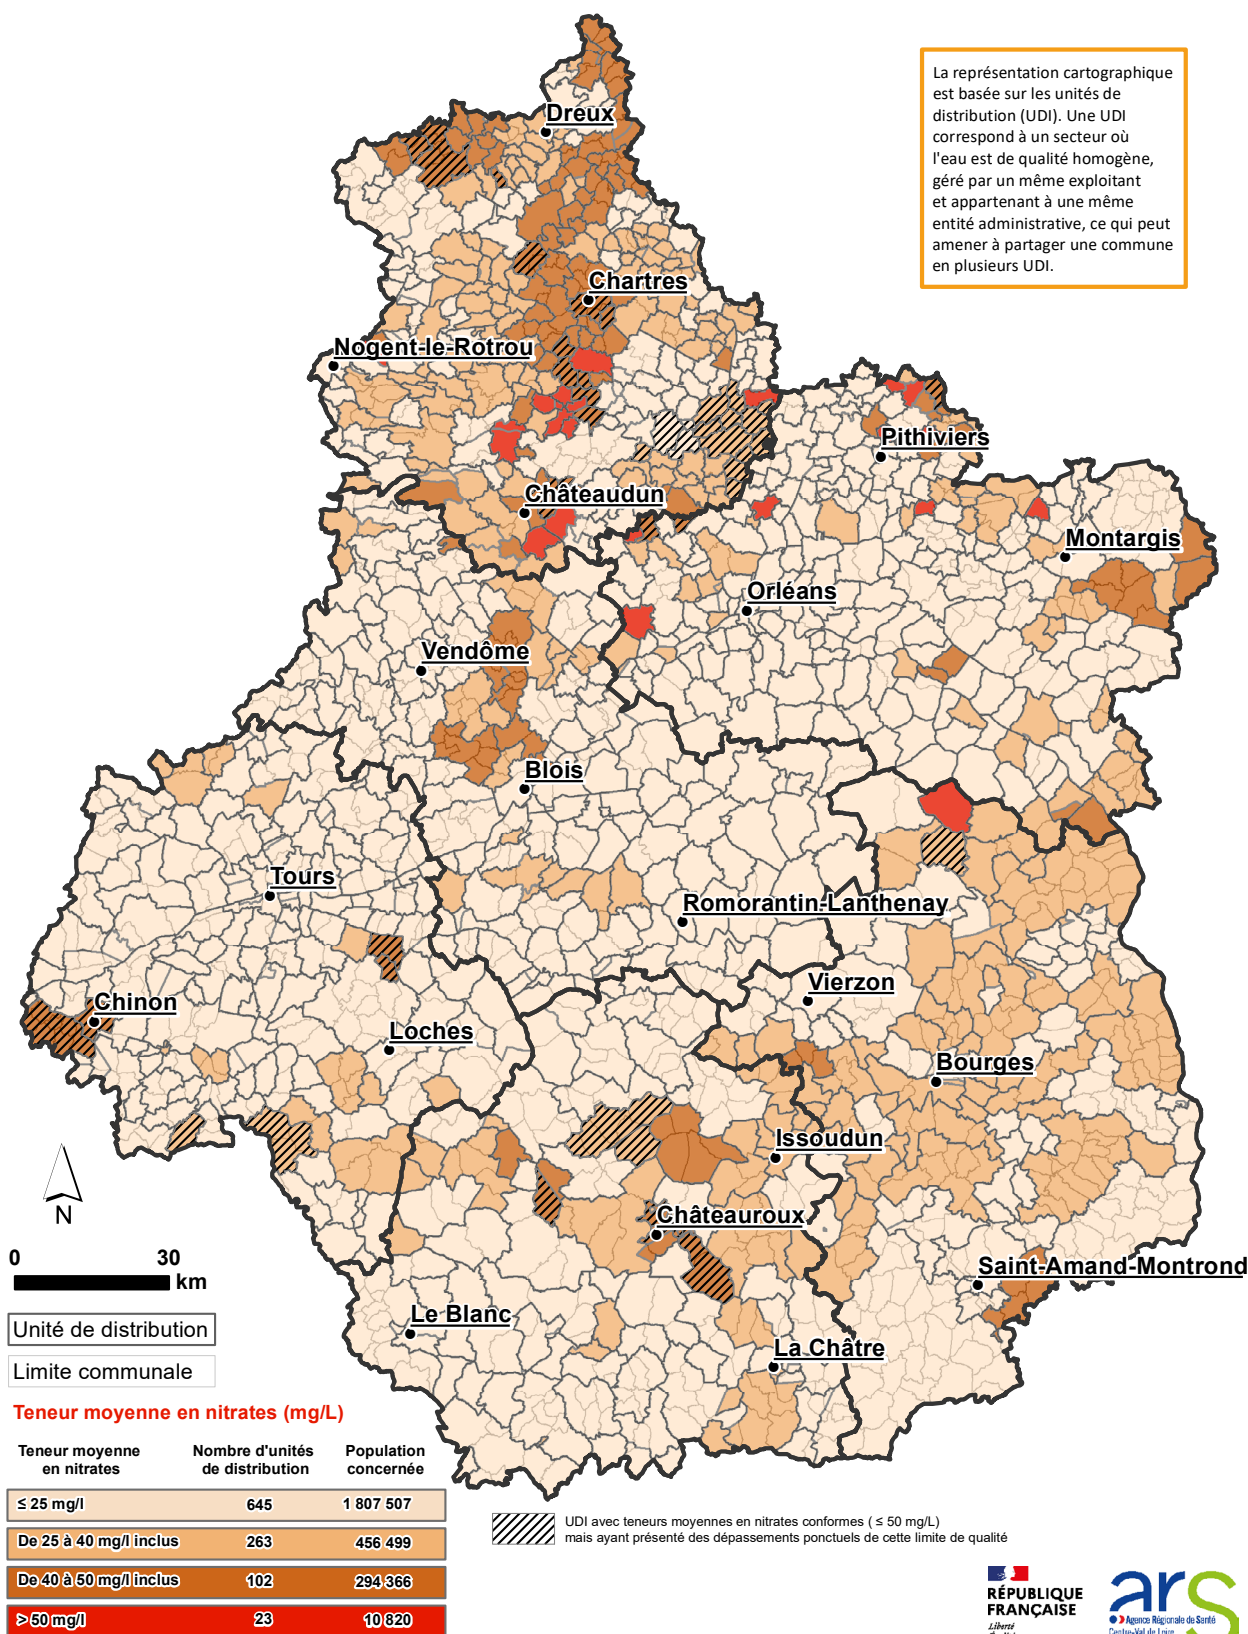 La représentation cartographique
est basée sur les unités de
distribution (UDI). Une UDI
correspond à un secteur où
l'eau est de qualité homogène,
géré par un même exploitant
et appartenant à une même
entité administrative, ce qui peut
amener à partager une commune
en plusieurs UDI.
Dreux
Chartres
Nogent-le-Rotrou
Pithiviers
Châteaudun
Montargis
Orléans
Vendôme
Blois
Tours
Romorantin-Lanthenay
Vierzon
Chinon
Loches
Bourges
Issoudun
Châteauroux
Saint-Amand-Montrond
Le Blanc
La Châtre
N
0 30
km
Unité de distribution
Limite communale
Teneur moyenne en nitrates (mg/L)
Teneur moyenne Nombre d'unités Population
en nitrates de distribution concernée
≤ 25 mg/l 645 1 807 507
De 25 à 40 mg/l inclus 263 456 499
De 40 à 50 mg/l inclus 102 294 366
> 50 mg/l 23 10 820
UDI avec teneurs moyennes en nitrates conformes ( ≤ 50 mg/L)
mais ayant présenté des dépassements ponctuels de cette limite de qualité
RÉPUBLIQUE
FRANÇAISE
Liberté
ars
Agence Régionale de Santé
Centre-Val de Loire